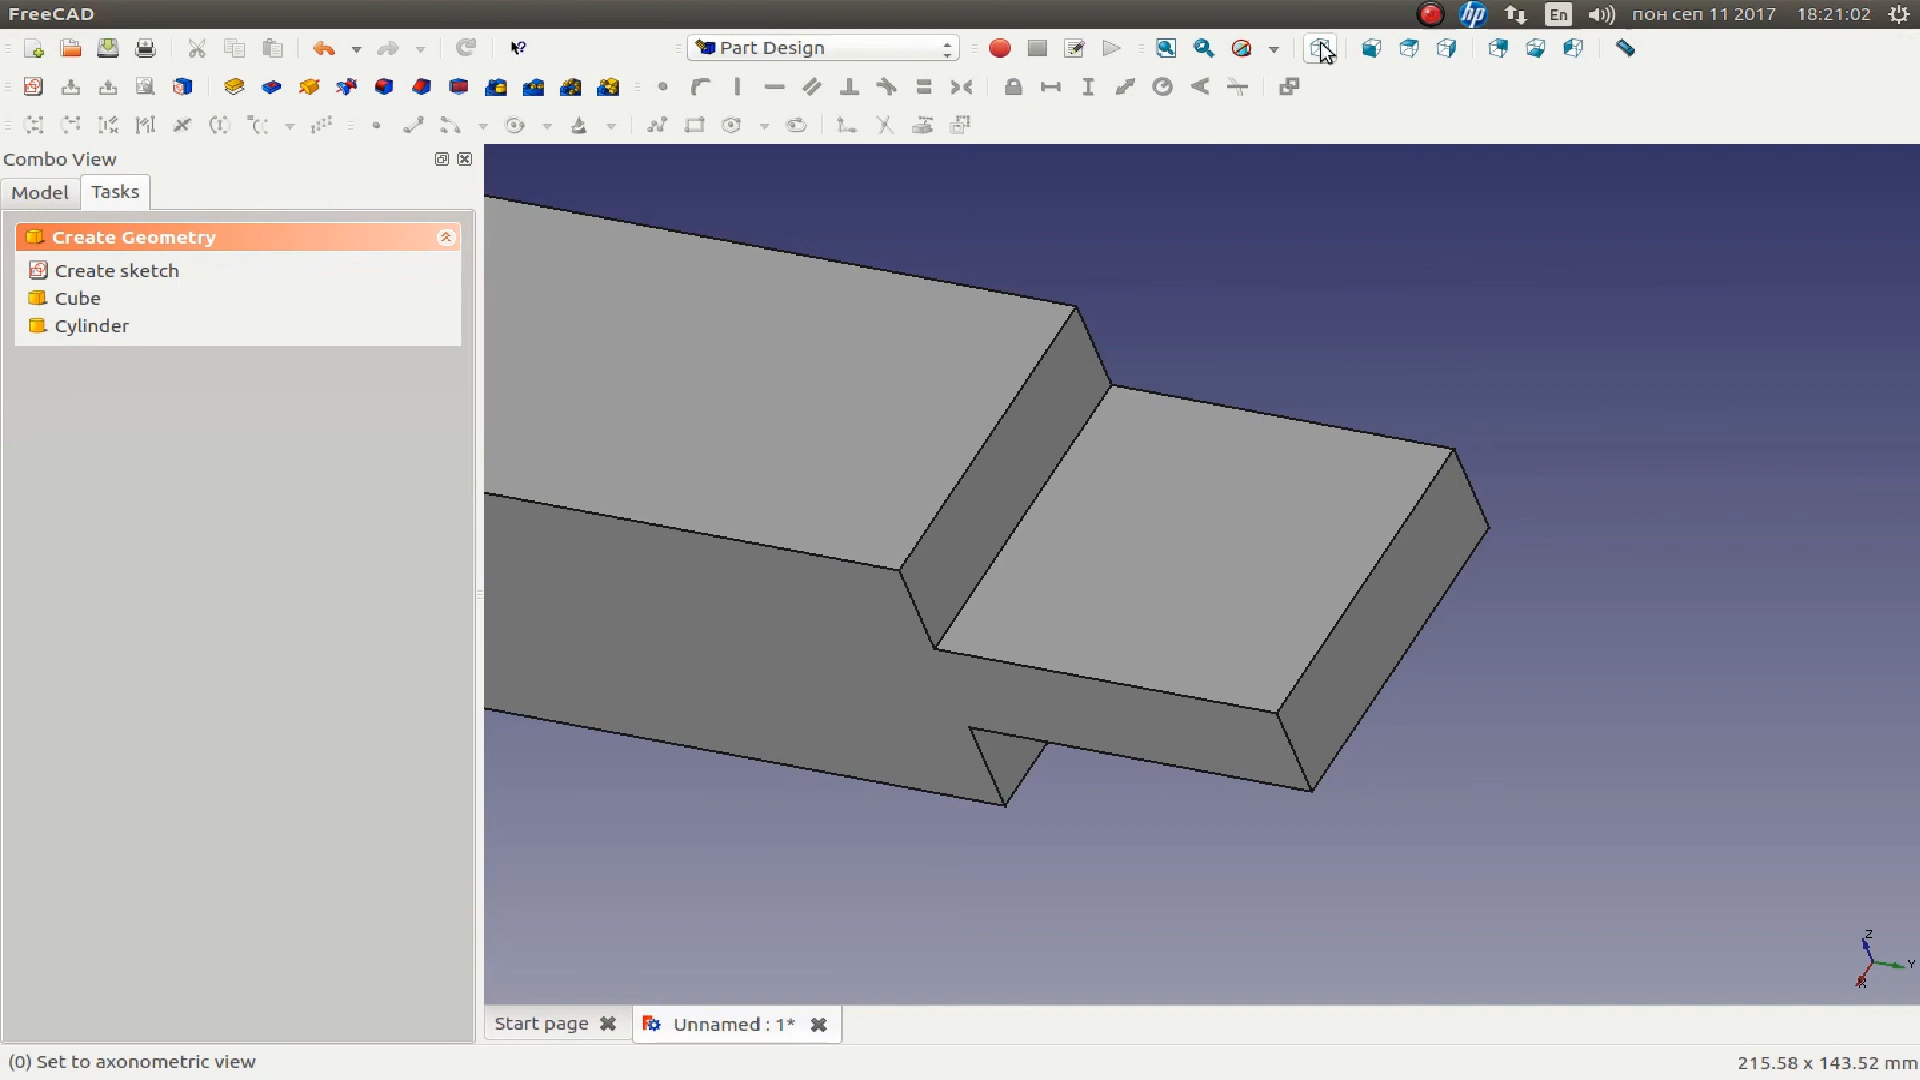 FreeCAD
hp
En
пон сеп 11 2017
18:21:02
Part Design
Combo View
Model
Tasks
Create Geometry
Create sketch
Cube
Cylinder
Z
Y
X
Start page
Unnamed : 1*
(0) Set to axonometric view
215.58 x 143.52 mm